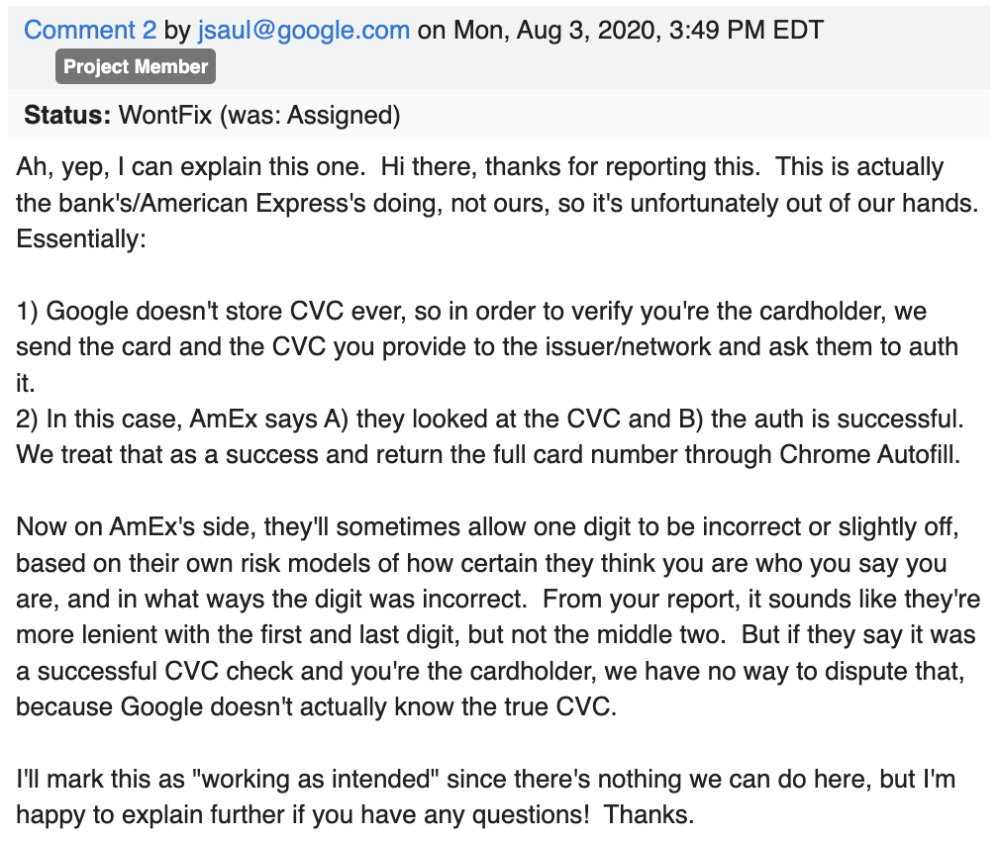 Comment 2 by jsaul@google.com on Mon, Aug 3, 2020, 3:49 PM EDT
Project Member
Status: WontFix (was: Assigned)
Ah, yep, I can explain this one.  Hi there, thanks for reporting this.  This is actually
the bank's/American Express's doing, not ours, so it's unfortunately out of our hands.
Essentially:
1) Google doesn't store CVC ever, so in order to verify you're the cardholder, we
send the card and the CVC you provide to the issuer/network and ask them to auth
it.
2) In this case, AmEx says A) they looked at the CVC and B) the auth is successful.
We treat that as a success and return the full card number through Chrome Autofill.
Now on AmEx's side, they'll sometimes allow one digit to be incorrect or slightly off,
based on their own risk models of how certain they think you are who you say you
are, and in what ways the digit was incorrect.  From your report, it sounds like they're
more lenient with the first and last digit, but not the middle two.  But if they say it was
a successful CVC check and you're the cardholder, we have no way to dispute that,
because Google doesn't actually know the true CVC.
I'll mark this as "working as intended" since there's nothing we can do here, but I'm
happy to explain further if you have any questions!  Thanks.